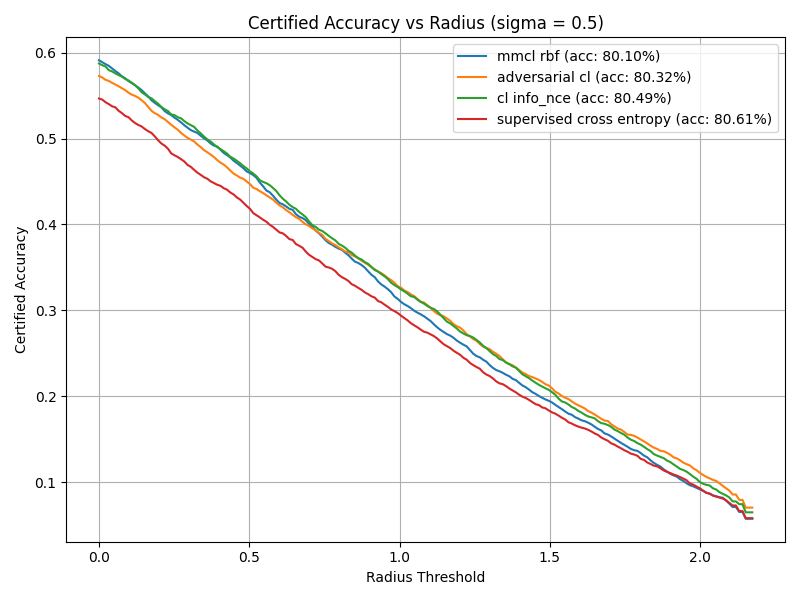 Certified Accuracy vs Radius (sigma = 0.5)
mmcl rbf (acc: 80.10%)
adversarial cl (acc: 80.32%)
cl info_nce (acc: 80.49%)
supervised cross entropy (acc: 80.61%)
Certified Accuracy
0.6
0.5
0.4
0.3
0.2
0.1
0.0
0.5
1.0
1.5
2.0
Radius Threshold